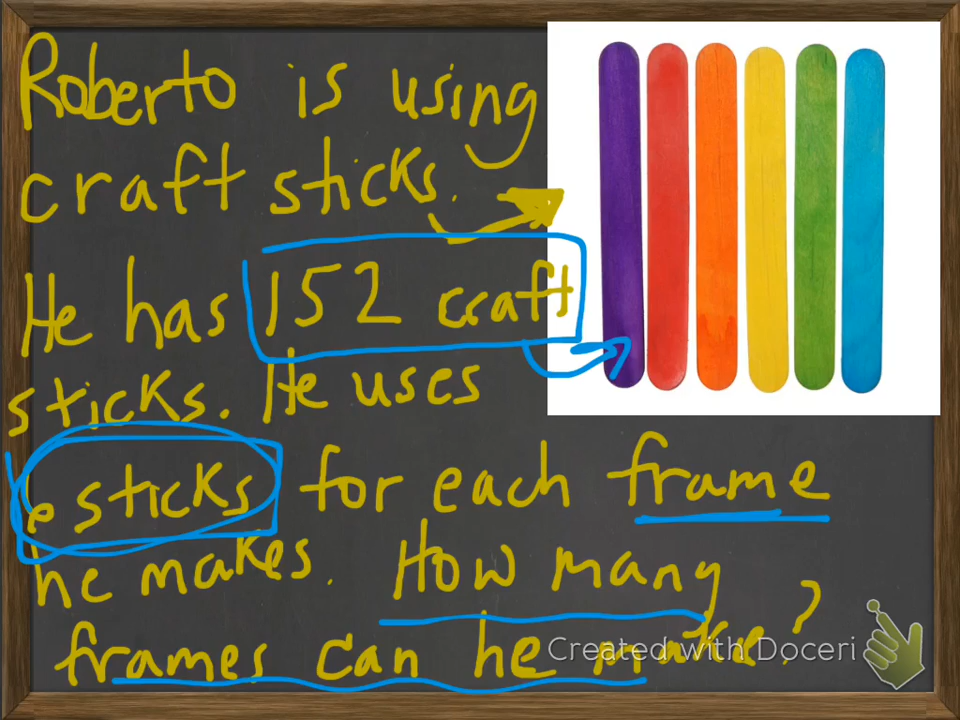 Roberto is using
craft sticks.
He has 152 craft
sticks. He uses
e sticks for each frame
he makes. How many
frames can he make?
Created with Doceri